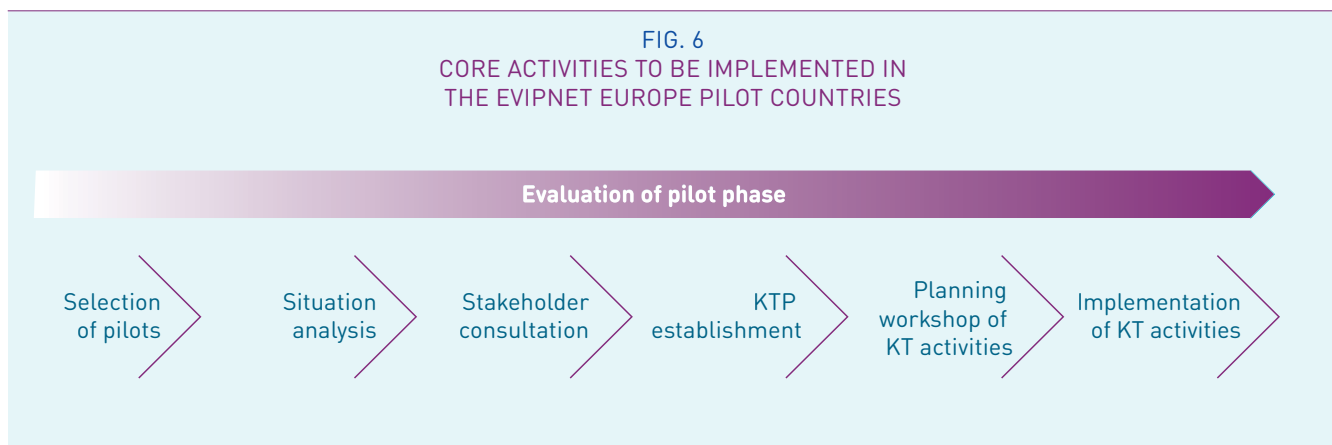 FIG. 6
CORE ACTIVITIES TO BE IMPLEMENTED IN
THE EVIPNET EUROPE PILOT COUNTRIES
Evaluation of pilot phase
Selection
of pilots
Situation
analysis
Stakeholder
consultation
KTP
establishment
Planning
workshop of
KT activities
Implementation
of KT activities